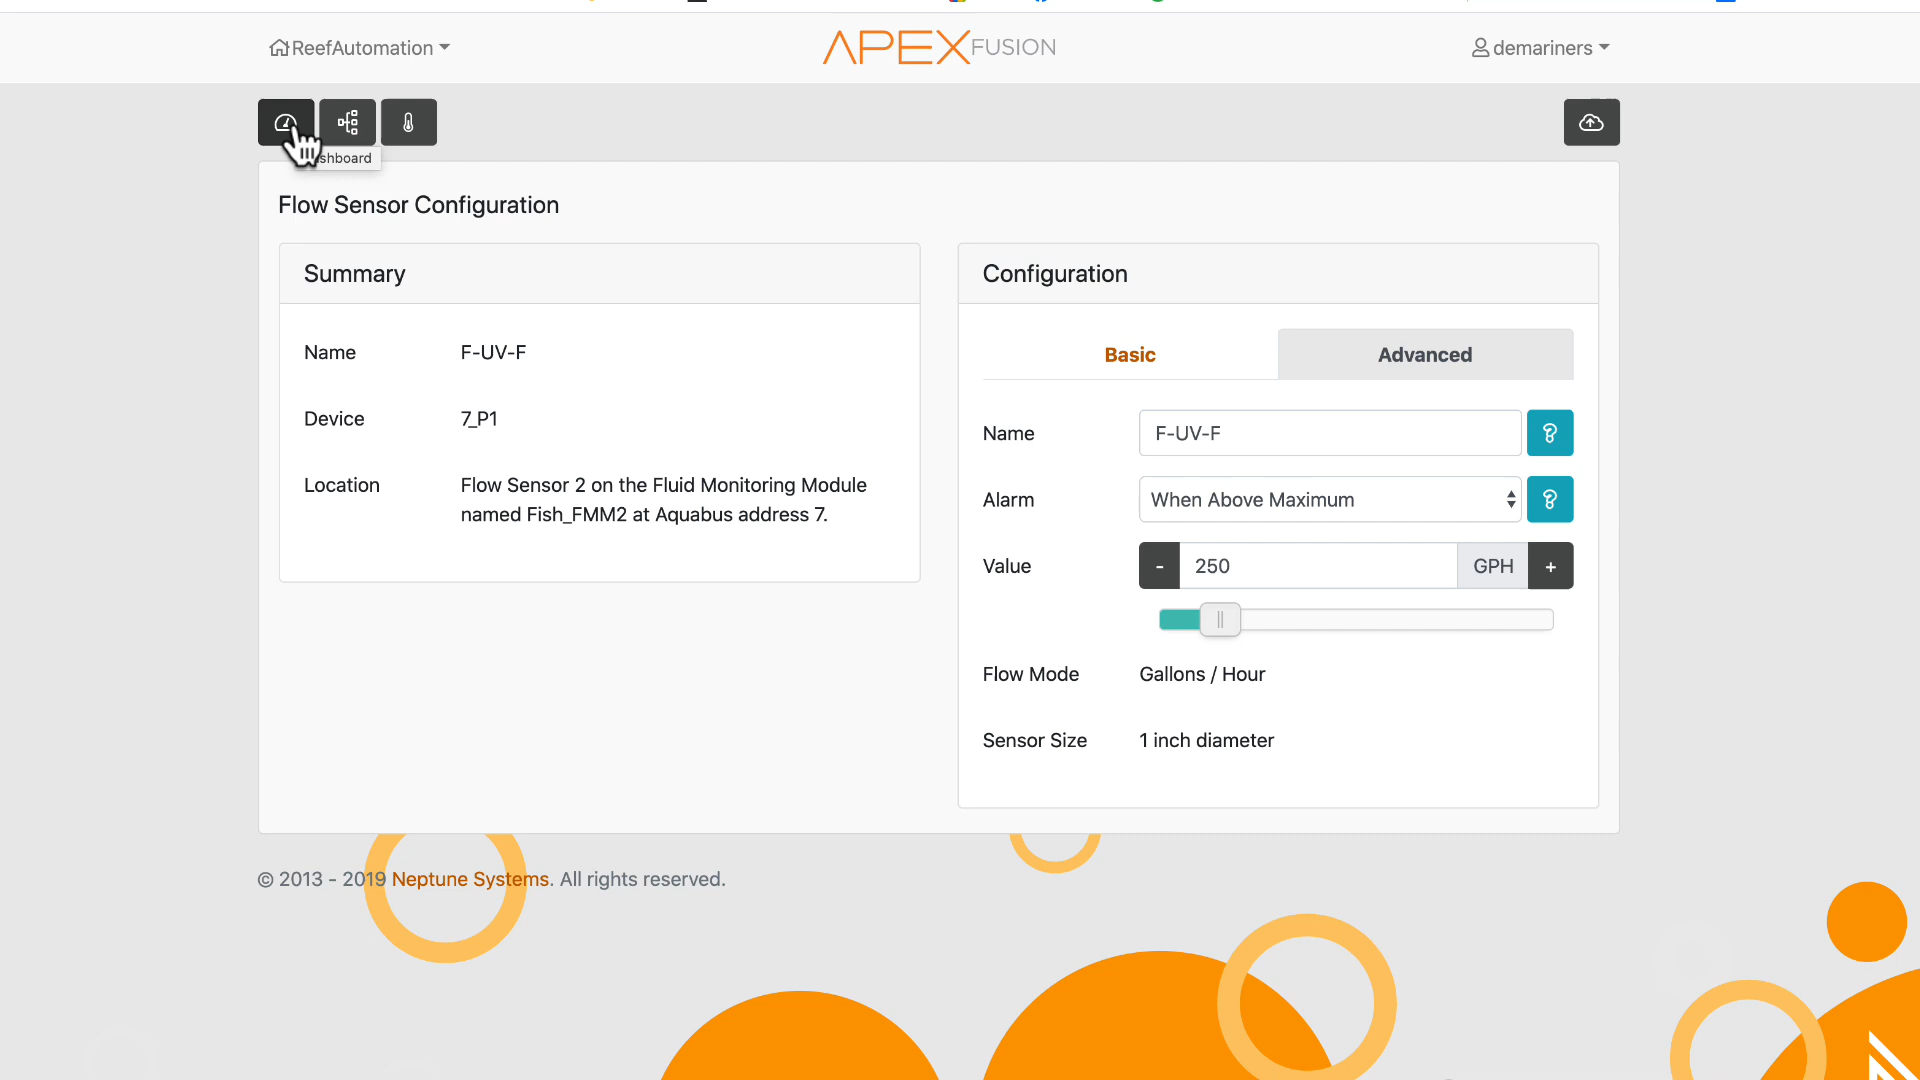 ReefAutomation
APEX FUSION
demariners
shboard
Flow Sensor Configuration
Summary
Name F-UV-F
Device 7_P1
Location Flow Sensor 2 on the Fluid Monitoring Module
named Fish_FMM2 at Aquabus address 7.
Configuration
Basic Advanced
Name F-UV-F
Alarm When Above Maximum
Value - 250 GPH +
Flow Mode Gallons / Hour
Sensor Size 1 inch diameter
© 2013 - 2019 Neptune Systems. All rights reserved.